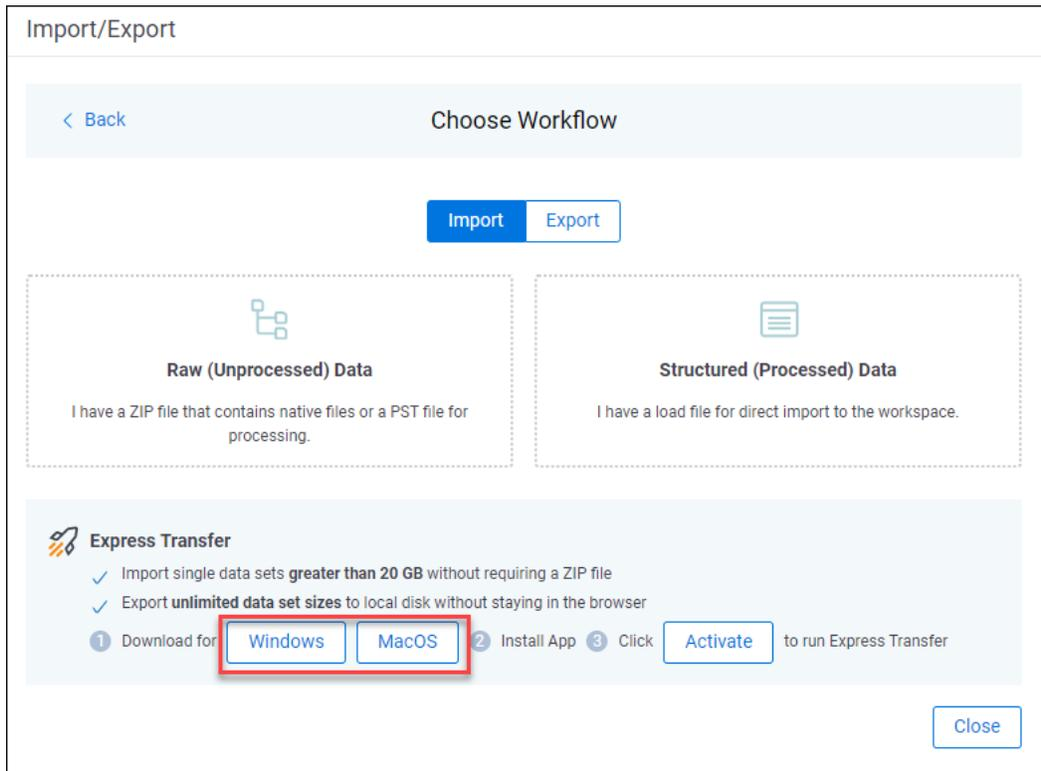 Import/Export
< Back
Choose Workflow
Import Export
Raw (Unprocessed) Data
I have a ZIP file that contains native files or a PST file for
processing.
Structured (Processed) Data
I have a load file for direct import to the workspace.
Express Transfer
Import single data sets greater than 20 GB without requiring a ZIP file
Export unlimited data set sizes to local disk without staying in the browser
1 Download for Windows MacOS 2 Install App 3 Click Activate to run Express Transfer
Close